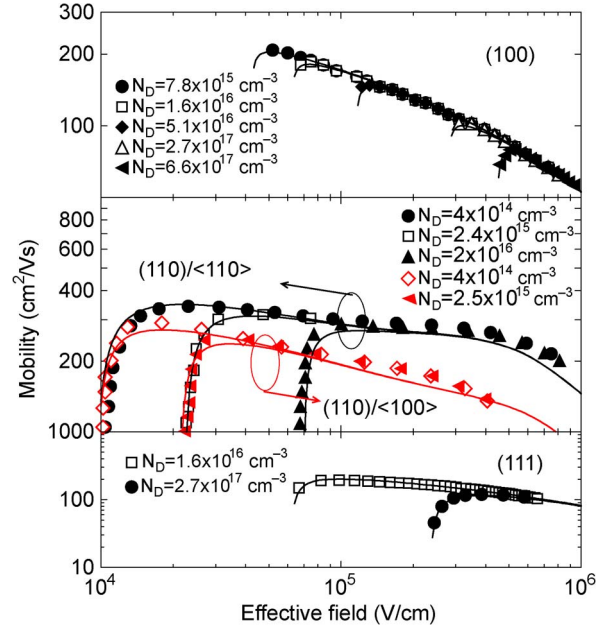 300
200
100
(100)
N_D=7.8x10^15 cm^-3
N_D=1.6x10^16 cm^-3
N_D=5.1x10^16 cm^-3
N_D=2.7x10^17 cm^-3
N_D=6.6x10^17 cm^-3
Mobility (cm^2/Vs)
800
600
400
200
1000
(110)/<110>
N_D=4x10^14 cm^-3
N_D=2.4x10^15 cm^-3
N_D=2x10^16 cm^-3
N_D=4x10^14 cm^-3
N_D=2.5x10^15 cm^-3
(110)/<100>
100
10
N_D=1.6x10^16 cm^-3
N_D=2.7x10^17 cm^-3
(111)
10^4
10^5
10^6
Effective field (V/cm)